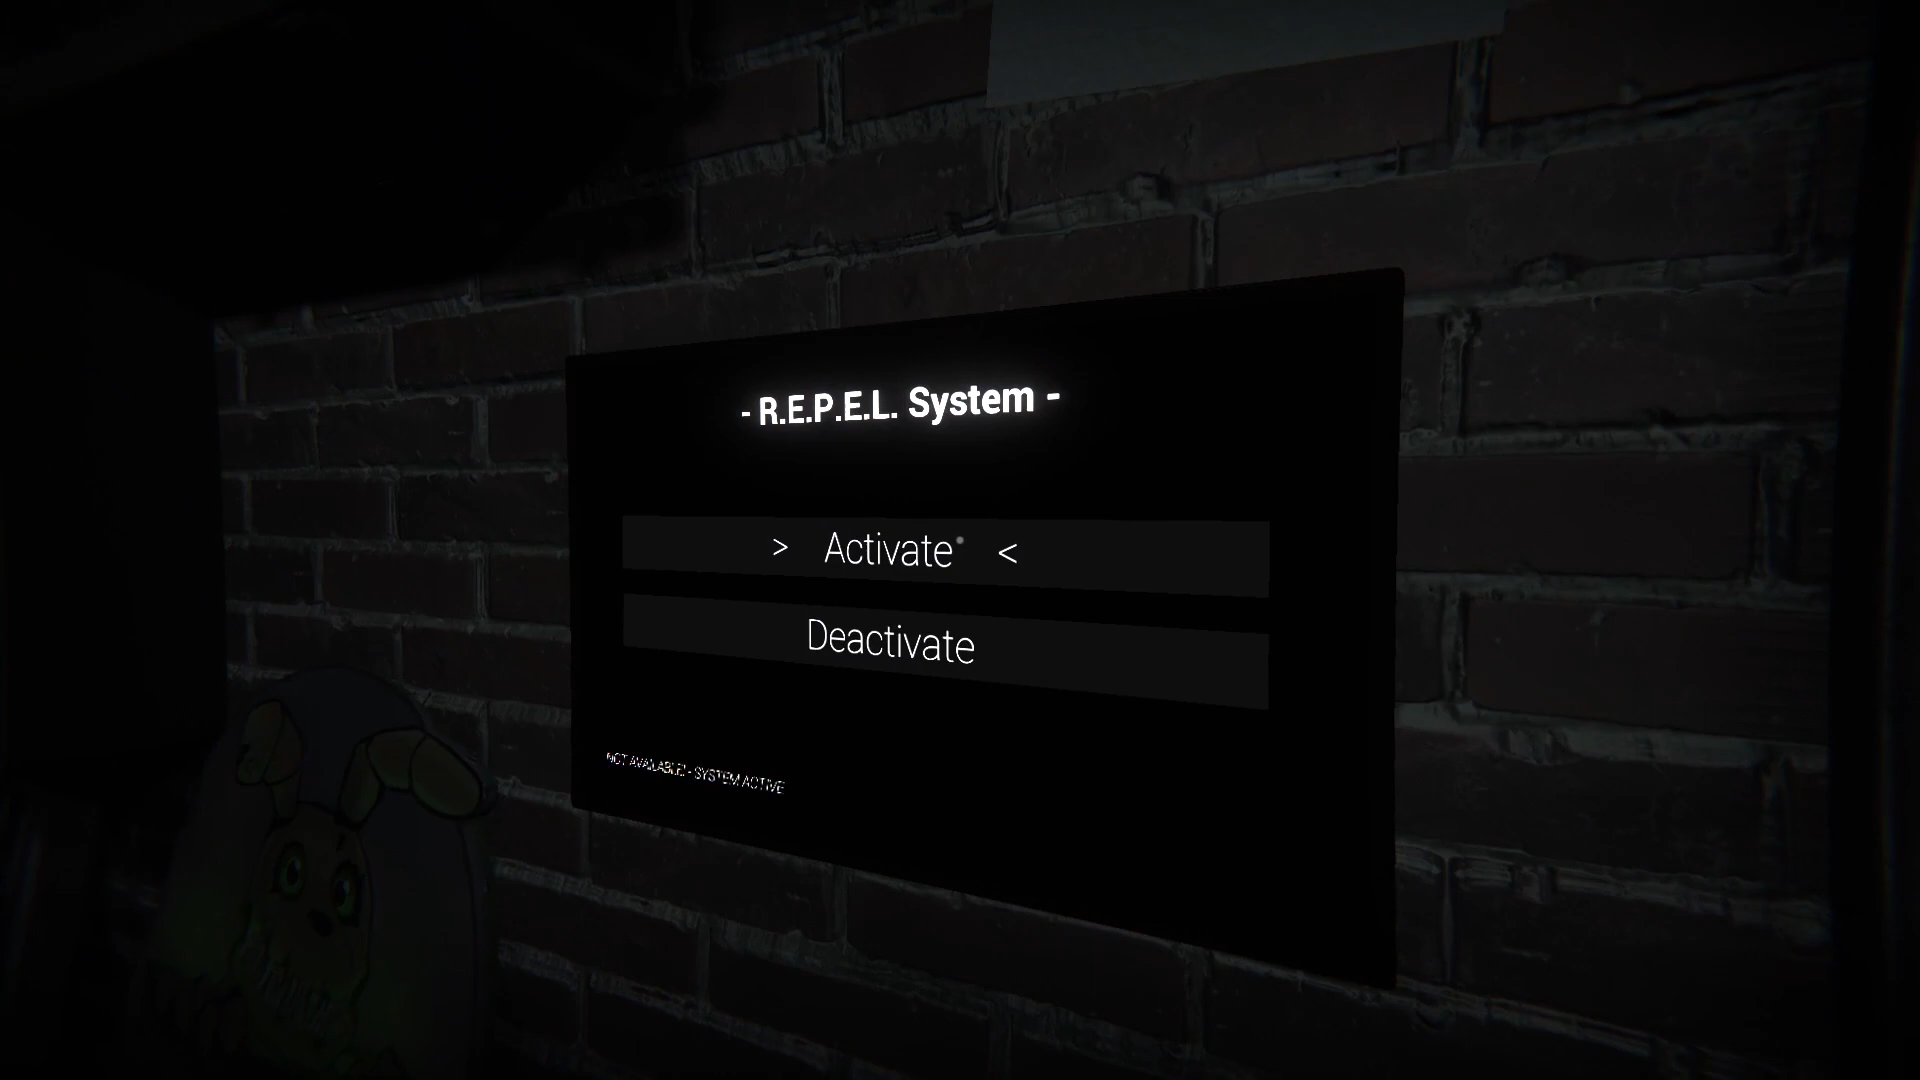 - R.E.P.E.L. System -
> Activate <
Deactivate
NOT AVAILABLE! - SYSTEM ACTIVE